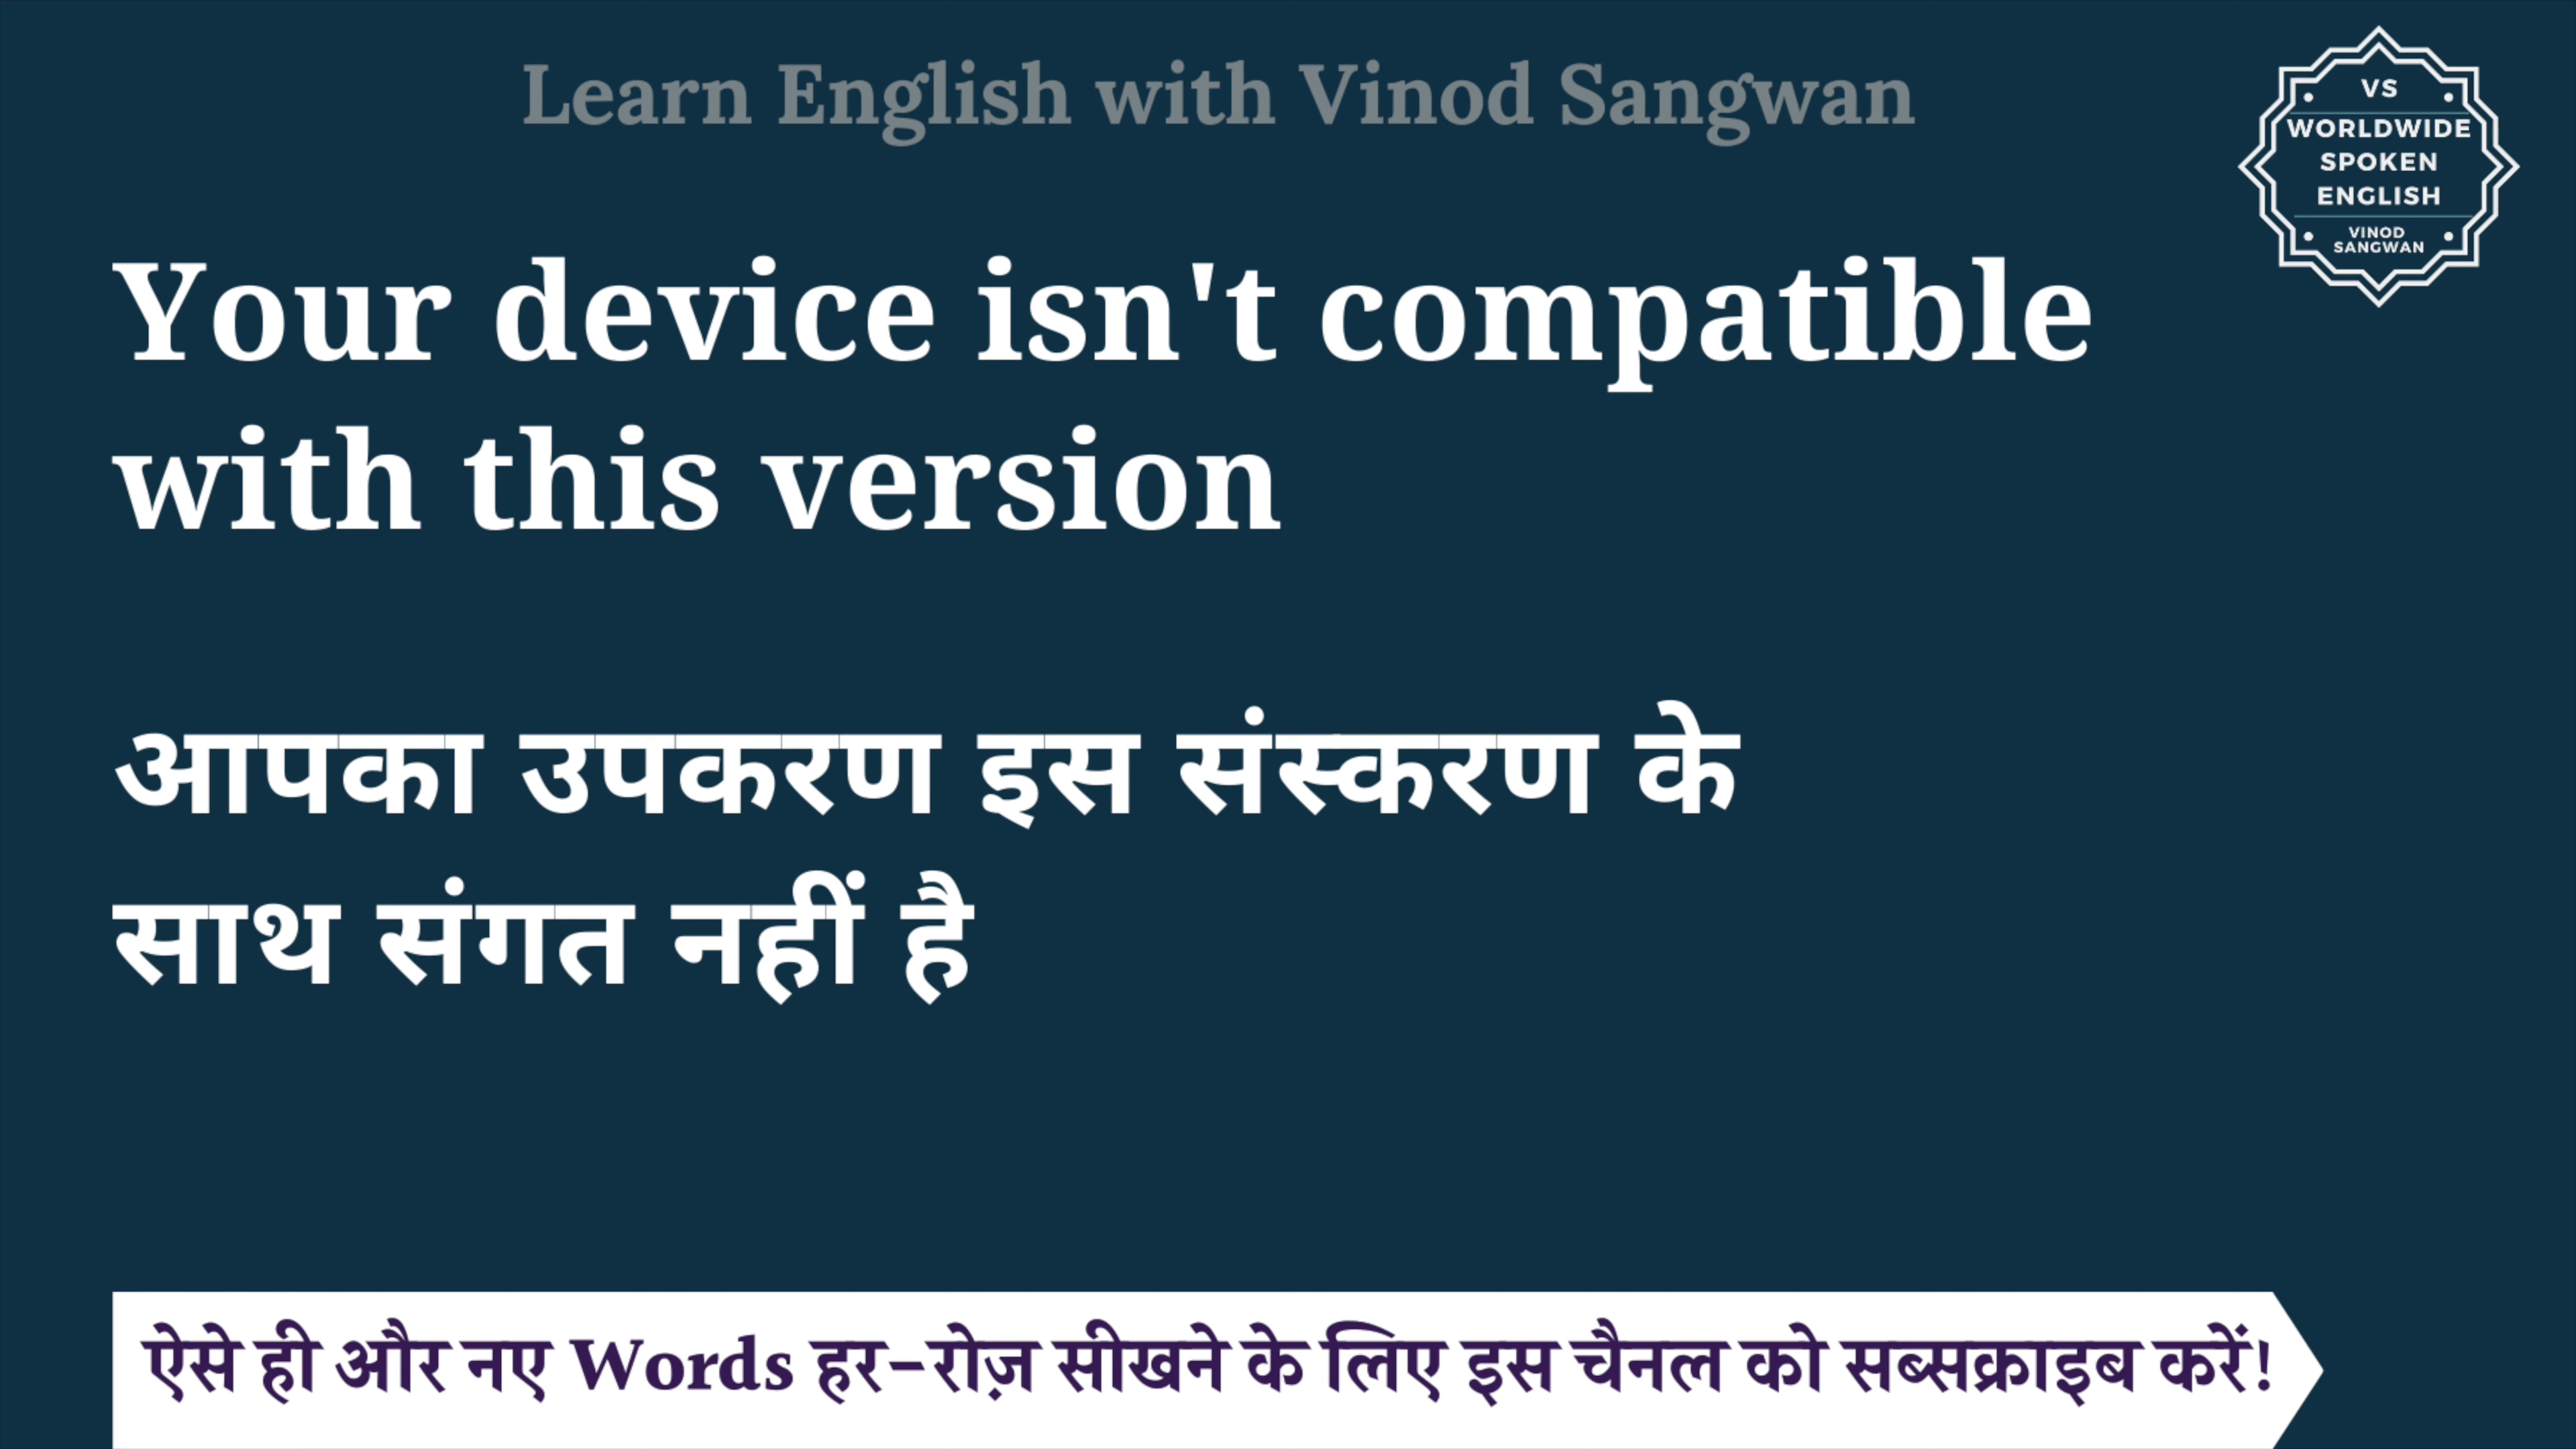 Learn English with Vinod Sangwan
VS
WORLDWIDE
SPOKEN
ENGLISH
VINOD
SANGWAN
Your device isn't compatible
with this version
आपका उपकरण इस संस्करण के
साथ संगत नहीं है
ऐसे ही और नए Words हर-रोज़ सीखने के लिए इस चैनल को सब्सक्राइब करें!